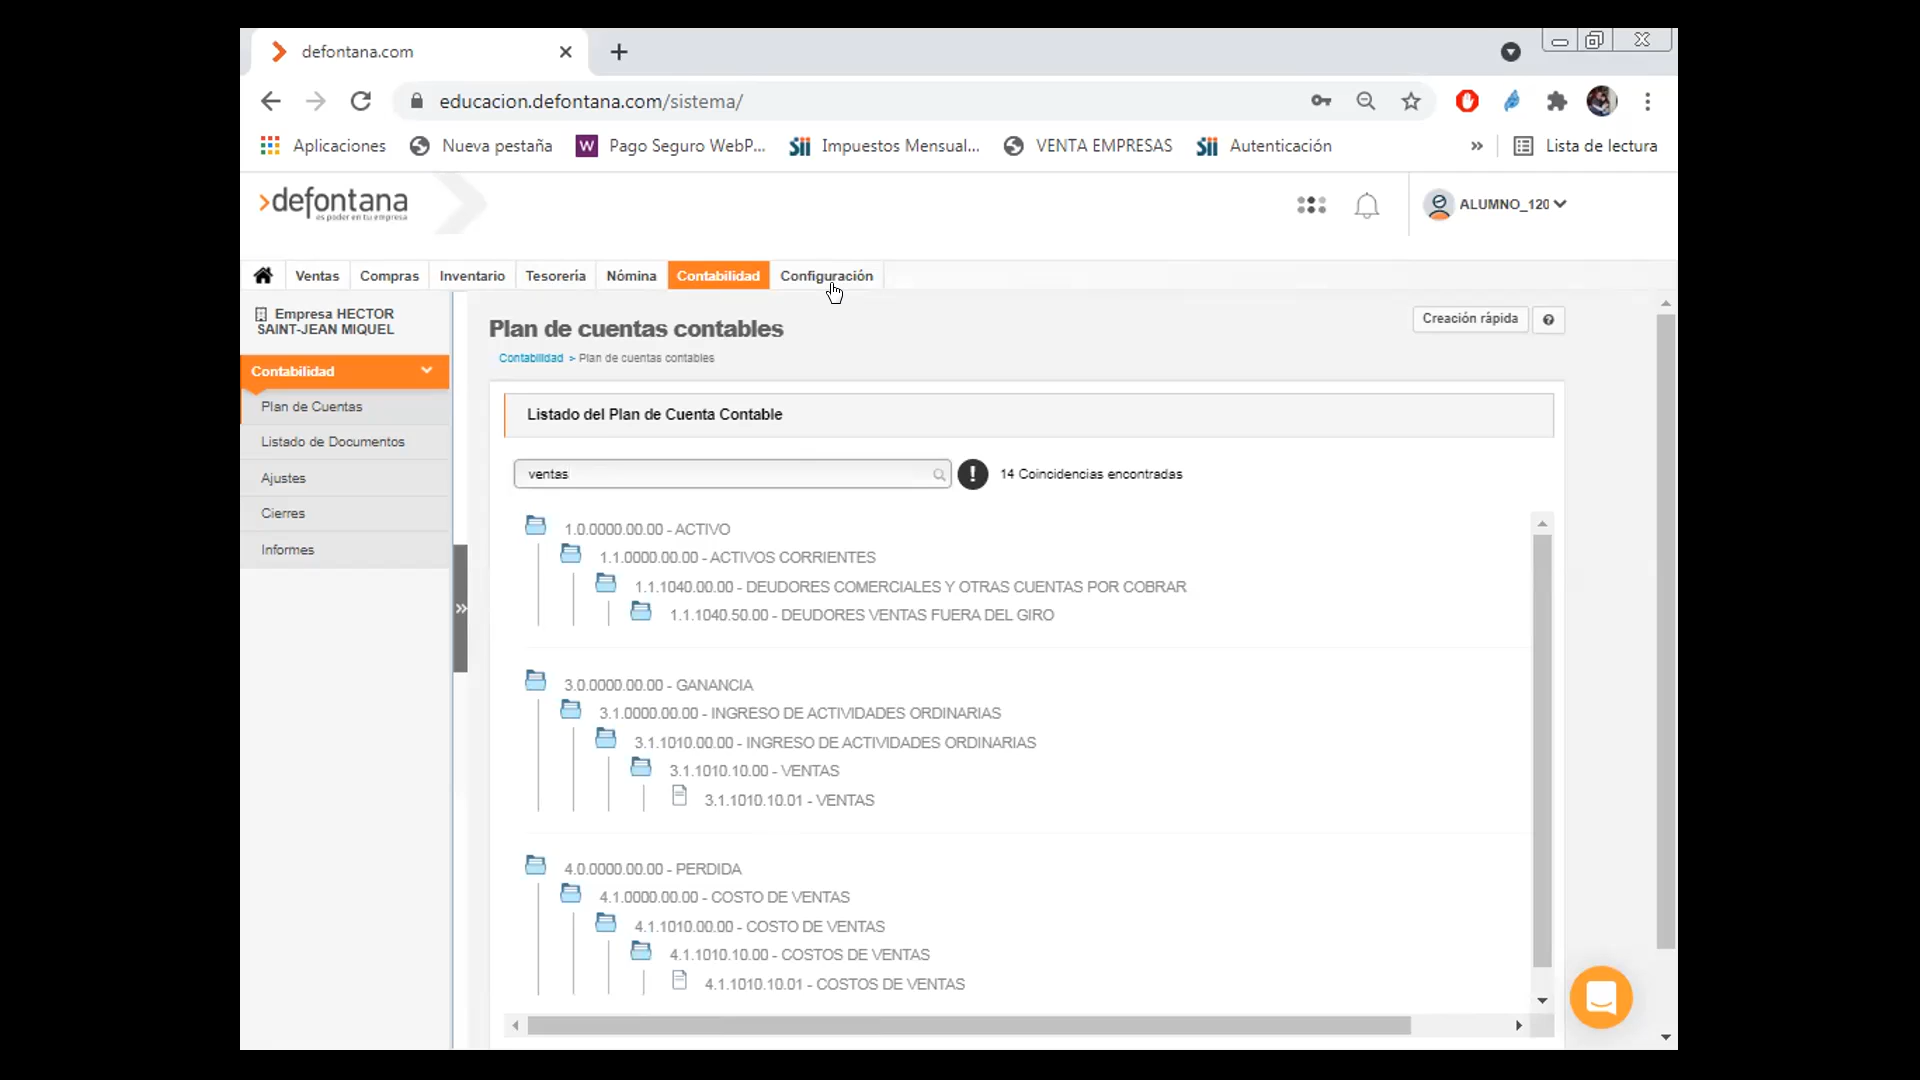 defontana.com
educacion.defontana.com/sistema/
Aplicaciones
Nueva pestaña
W Pago Seguro WebP...
Sii Impuestos Mensual...
VENTA EMPRESAS
Sii Autenticación
» Lista de lectura
>defontana
es poder en tu empresa
ALUMNO_120
Ventas Compras Inventario Tesorería Nómina Contabilidad Configuración
Empresa HECTOR
SAINT-JEAN MIQUEL
Contabilidad
Plan de Cuentas
Listado de Documentos
Ajustes
Cierres
Informes
»
Plan de cuentas contables
Creación rápida ?
Contabilidad > Plan de cuentas contables
Listado del Plan de Cuenta Contable
ventas ! 14 Coincidencias encontradas
1.0.0000.00.00 - ACTIVO
1.1.0000.00.00 - ACTIVOS CORRIENTES
1.1.1040.00.00 - DEUDORES COMERCIALES Y OTRAS CUENTAS POR COBRAR
1.1.1040.50.00 - DEUDORES VENTAS FUERA DEL GIRO
3.0.0000.00.00 - GANANCIA
3.1.0000.00.00 - INGRESO DE ACTIVIDADES ORDINARIAS
3.1.1010.00.00 - INGRESO DE ACTIVIDADES ORDINARIAS
3.1.1010.10.00 - VENTAS
3.1.1010.10.01 - VENTAS
4.0.0000.00.00 - PERDIDA
4.1.0000.00.00 - COSTO DE VENTAS
4.1.1010.00.00 - COSTO DE VENTAS
4.1.1010.10.00 - COSTOS DE VENTAS
4.1.1010.10.01 - COSTOS DE VENTAS